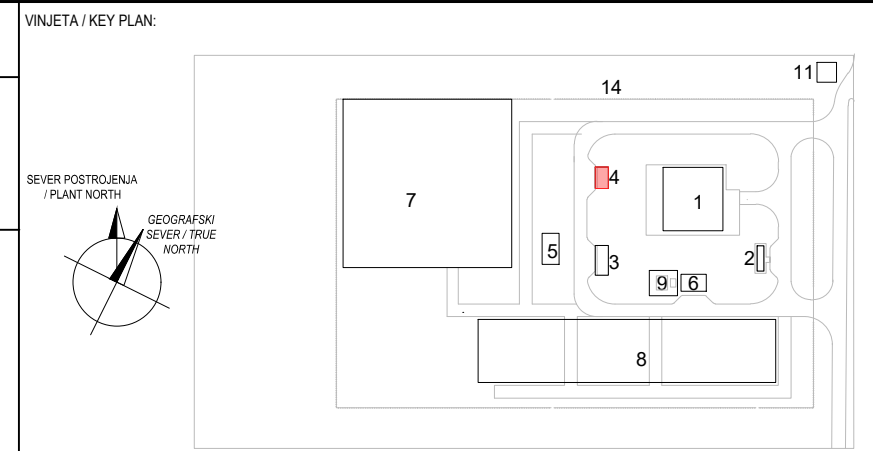 VINJETA / KEY PLAN:
11
14
SEVER POSTROJENJA
/ PLANT NORTH
4
7
1
GEOGRAFSKI
SEVER / TRUE
NORTH
5
3
2
9
6
8